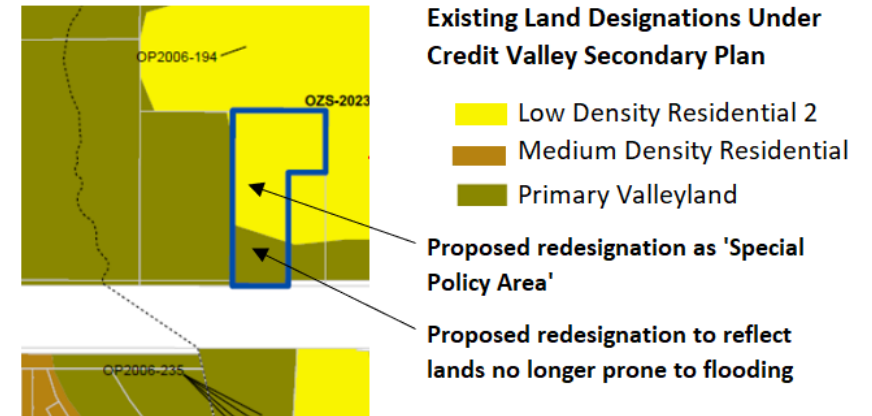 Existing Land Designations Under
Credit Valley Secondary Plan
OP2006-194
OZS-2023
Low Density Residential 2
Medium Density Residential
Primary Valleyland
Proposed redesignation as 'Special
Policy Area'
Proposed redesignation to reflect
lands no longer prone to flooding
OP2006-235